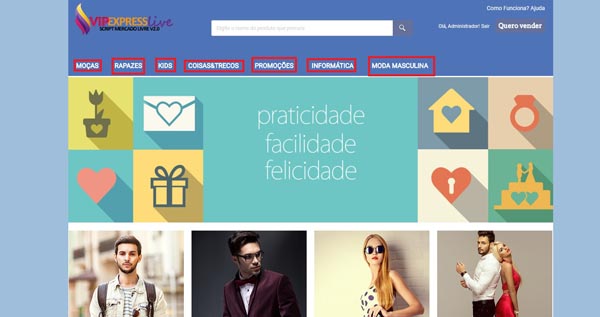 Como Funciona? Ajuda
VIPEXPRESS live
SCRIPT MERCADO LIVRE V2.0
Digite o nome do produto que procura
Olá, Administrador! Sair
Quero vender
MOÇAS RAPAZES KIDS COISAS&TRECOS PROMOÇÕES INFORMÁTICA MODA MASCULINA
praticidade
facilidade
felicidade